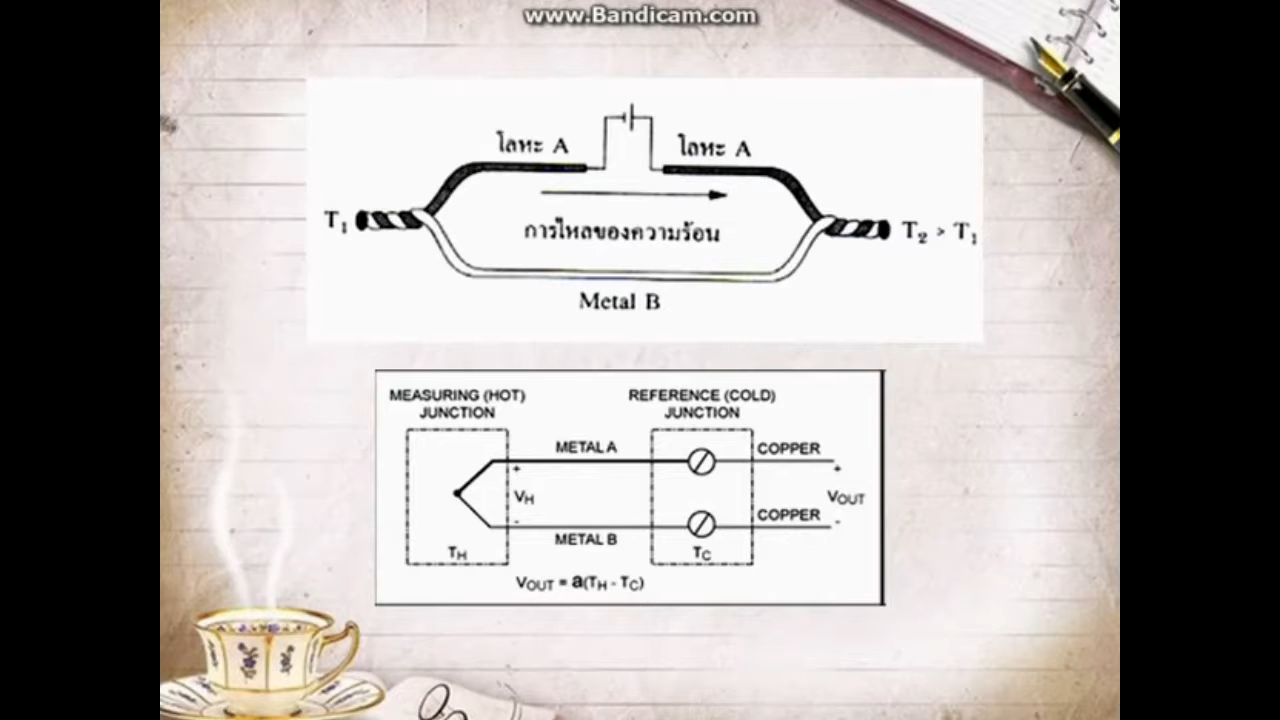 www.Bandicam.com
โลหะ A
โลหะ A
T₁
T₂ > T₁
การไหลของความร้อน
Metal B
MEASURING (HOT)
JUNCTION
REFERENCE (COLD)
JUNCTION
METAL A
COPPER
+
+
VH
VOUT
-
-
METAL B
COPPER
TH
TC
VOUT = a(TH - TC)